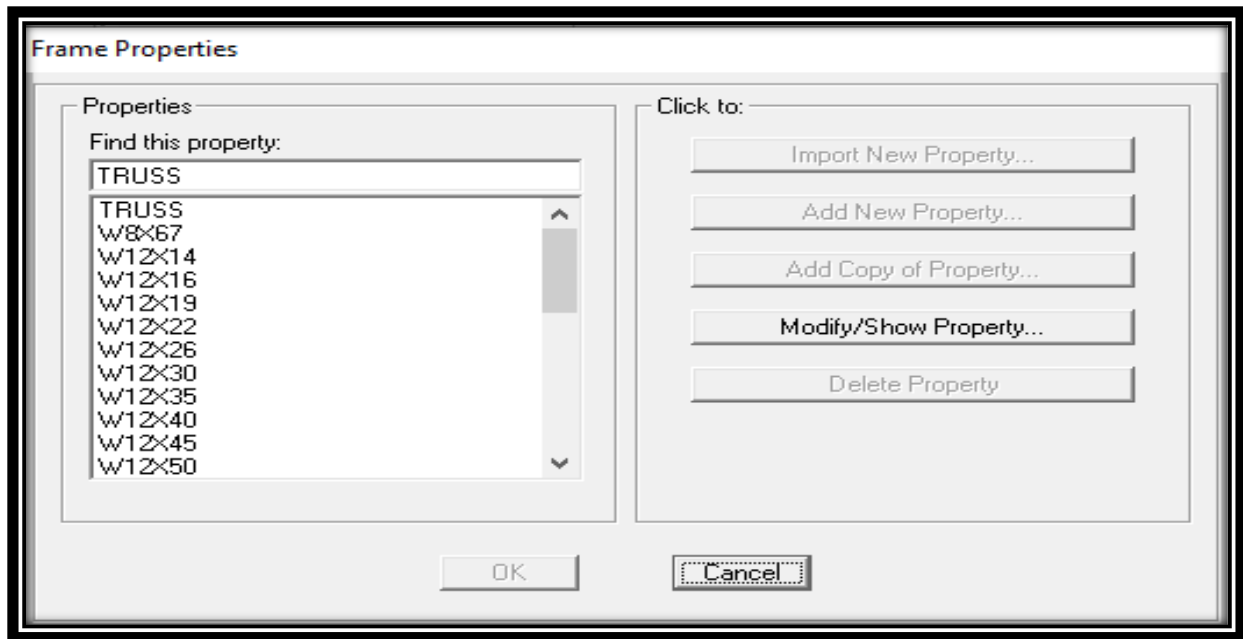 Frame Properties
Properties
Find this property:
TRUSS
TRUSS
W8X67
W12X14
W12X16
W12X19
W12X22
W12X26
W12X30
W12X35
W12X40
W12X45
W12X50
Click to:
Import New Property...
Add New Property...
Add Copy of Property...
Modify/Show Property...
Delete Property
OK
Cancel